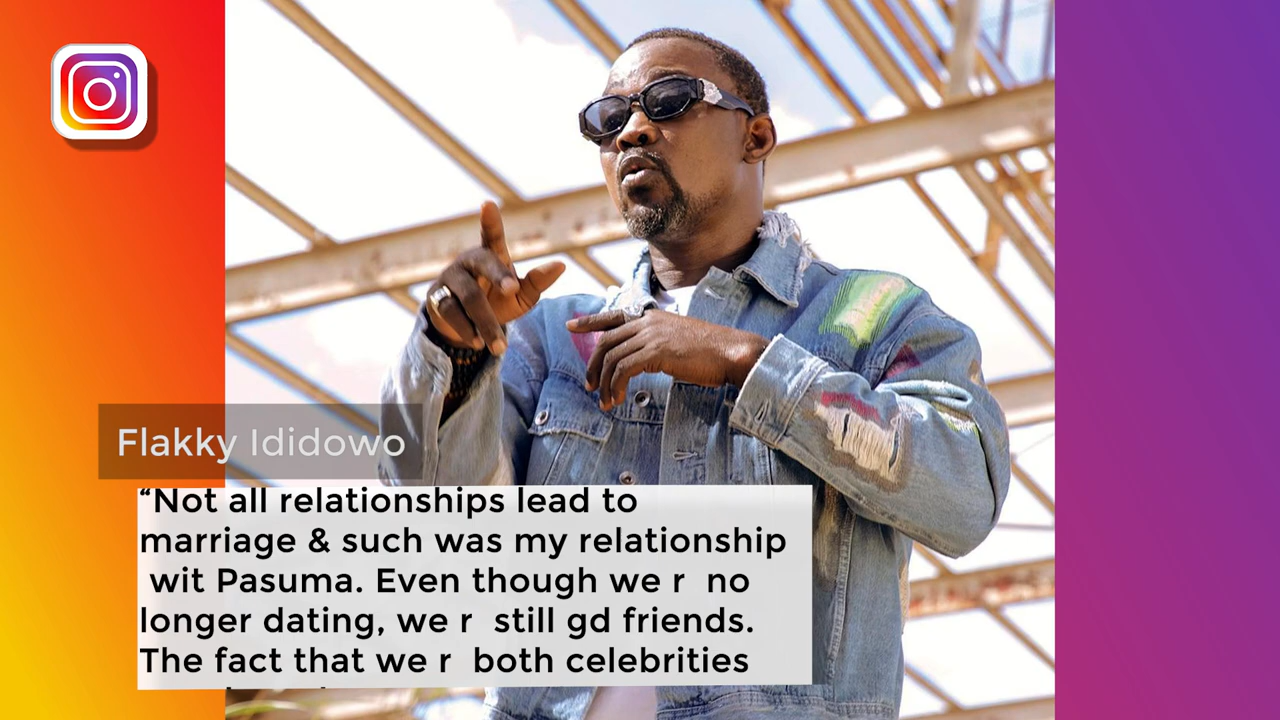 Flakky Ididowo
“Not all relationships lead to
marriage & such was my relationship
wit Pasuma. Even though we r  no
longer dating, we r  still gd friends.
The fact that we r  both celebrities